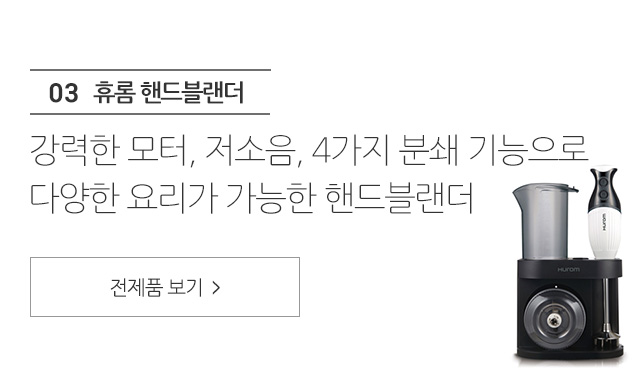 03 휴롬 핸드블랜더
강력한 모터, 저소음, 4가지 분쇄 기능으로
다양한 요리가 가능한 핸드블랜더
전제품 보기 >
Hurom
Hurom